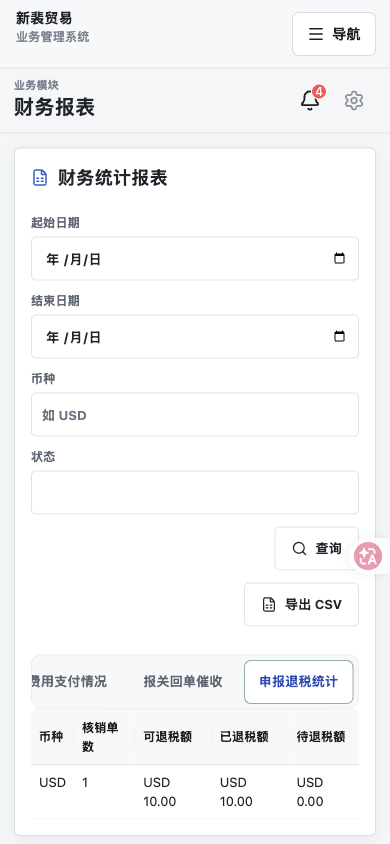 新裴贸易
业务管理系统
导航
业务模块
财务报表
4
财务统计报表
起始日期
年 /月/日
结束日期
年 /月/日
币种
如 USD
状态
查询
导出 CSV
费用支付情况 报关回单催收 申报退税统计
币种 核销单数 可退税额 已退税额 待退税额
USD 1 USD 10.00 USD 10.00 USD 0.00